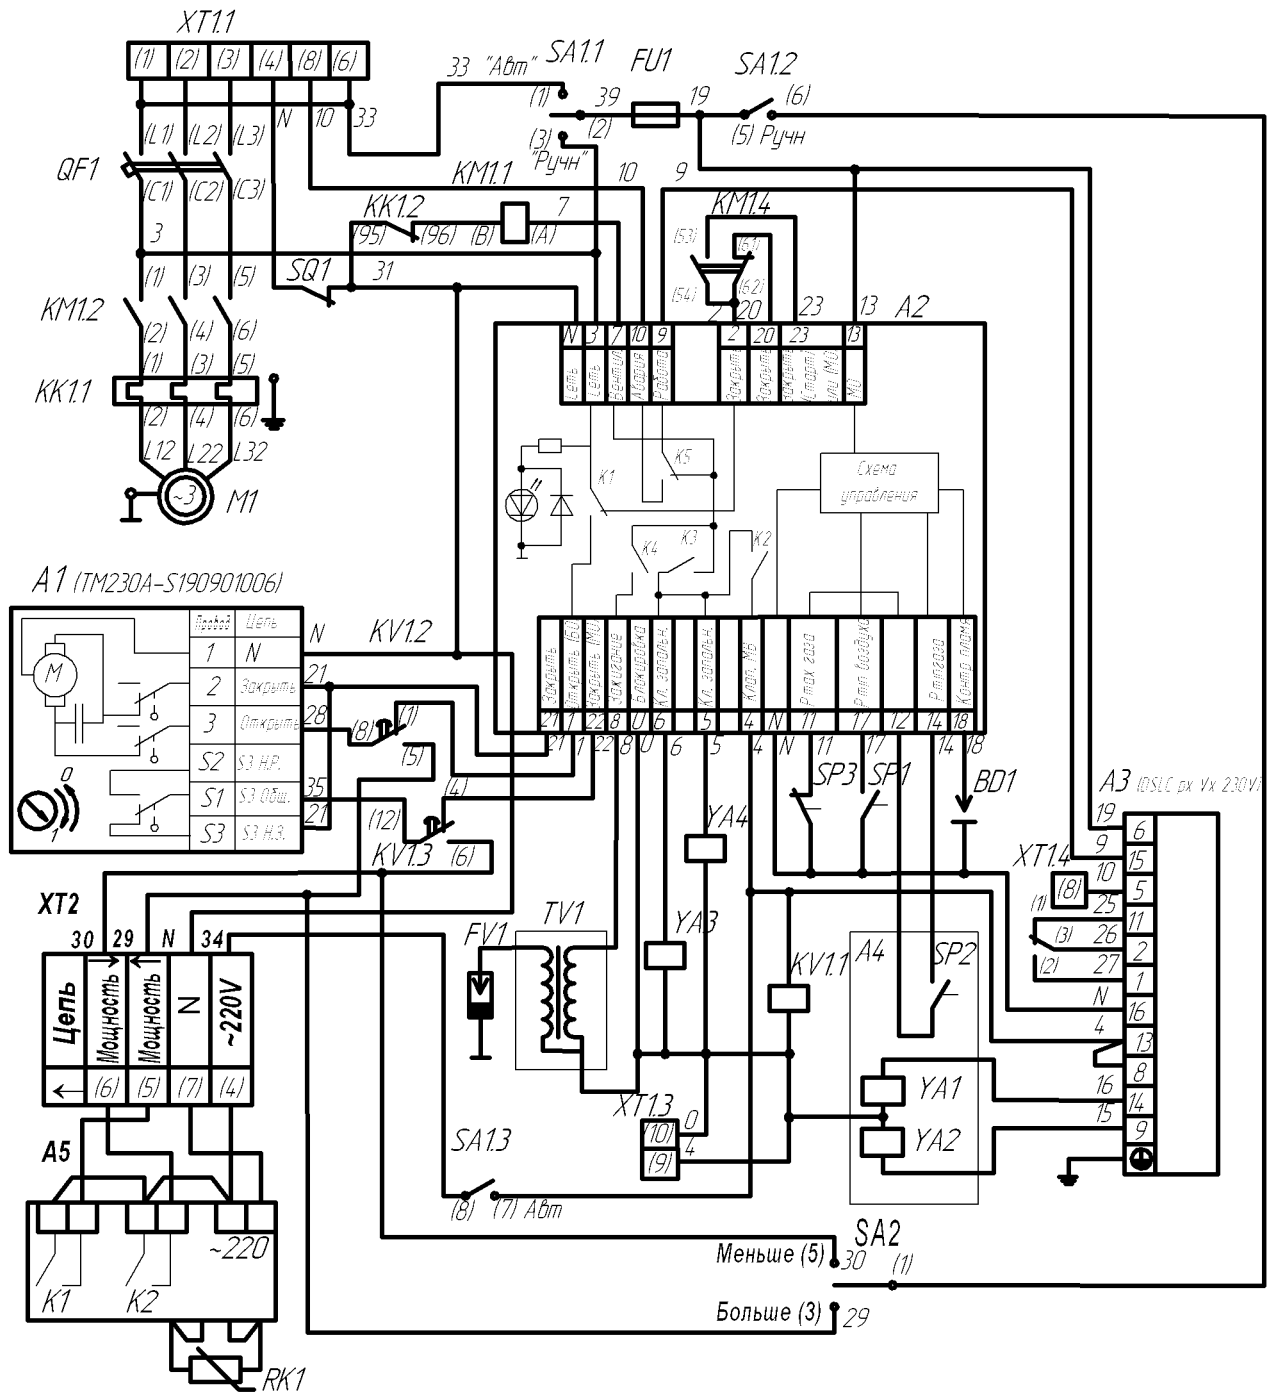 XT1.1
(1) (2) (3) (4) (8) (6)
N 10 33
33 "Авт"
SA1.1
(1)
39
(2)
(3)
"Ручн"
FU1
19
SA1.2
(6)
(5) Ручн
(L1) (L2) (L3)
QF1
(C1) (C2) (C3)
3
(1) (3) (5)
KM1.2
(2) (4) (6)
(1) (3) (5)
KK1.1
(2) (4) (6)
L12 L22 L32
~3
M1
KM1.1
10 9
KK1.2
7
(95) (96) (B) (A)
SQ1
31
KM1.4
(53) (61)
(54) (62)
2 20 23 13
A2
N 3 7 10 9 2 20 23 13
Сеть
Сеть
Вентил
Авария
Работа
Закрыть
Закрыть
Закрыть
(Старт)
или МО
МО
K1
K5
Схема
управления
K4 K3 K2
A1 (TM230A-S190901006)
Провод Цепь
1 N
2 Закрыть
3 Открыть
S2 S3 Н.Р.
S1 S3 Общ.
S3 S3 Н.З.
M
0
1
N
21
28
35
21
KV1.2
(8) (1)
(5)
(4)
(12)
KV1.3 (6)
Закрыть
Открыть (БО)
Закрыть (МО)
Зажигание
Блокировка
Кл. запальн.
Кл. запальн.
Клап. МБ
P max газа
P min воздуха
P min газа
Контр пламя
21 1 22 8 U 6 5 4 N 11 17 12 14 18
21 1 22 8 U 6 5 4 N 11 17 14 18
SP3 SP1 BD1
YA4
YA3
TV1
FV1
KV1.1
A4
SP2
YA1
YA2
A3 (DSLC px Vx 230V)
19 6
9 15
10 5
25 11
26 2
27 1
N 16
4 13
8
16 14
15 9
XT1.4
(8)
(1)
(3)
(2)
XT2
30 29 N 34
Цепь
Мощность
Мощность
N
~220V
(6) (5) (7) (4)
A5
~220
K1 K2
RK1
XT1.3
(10) 0
(9) 4
SA1.3
(8) (7) Авт
SA2
Меньше (5) 30 (1)
Больше (3) 29